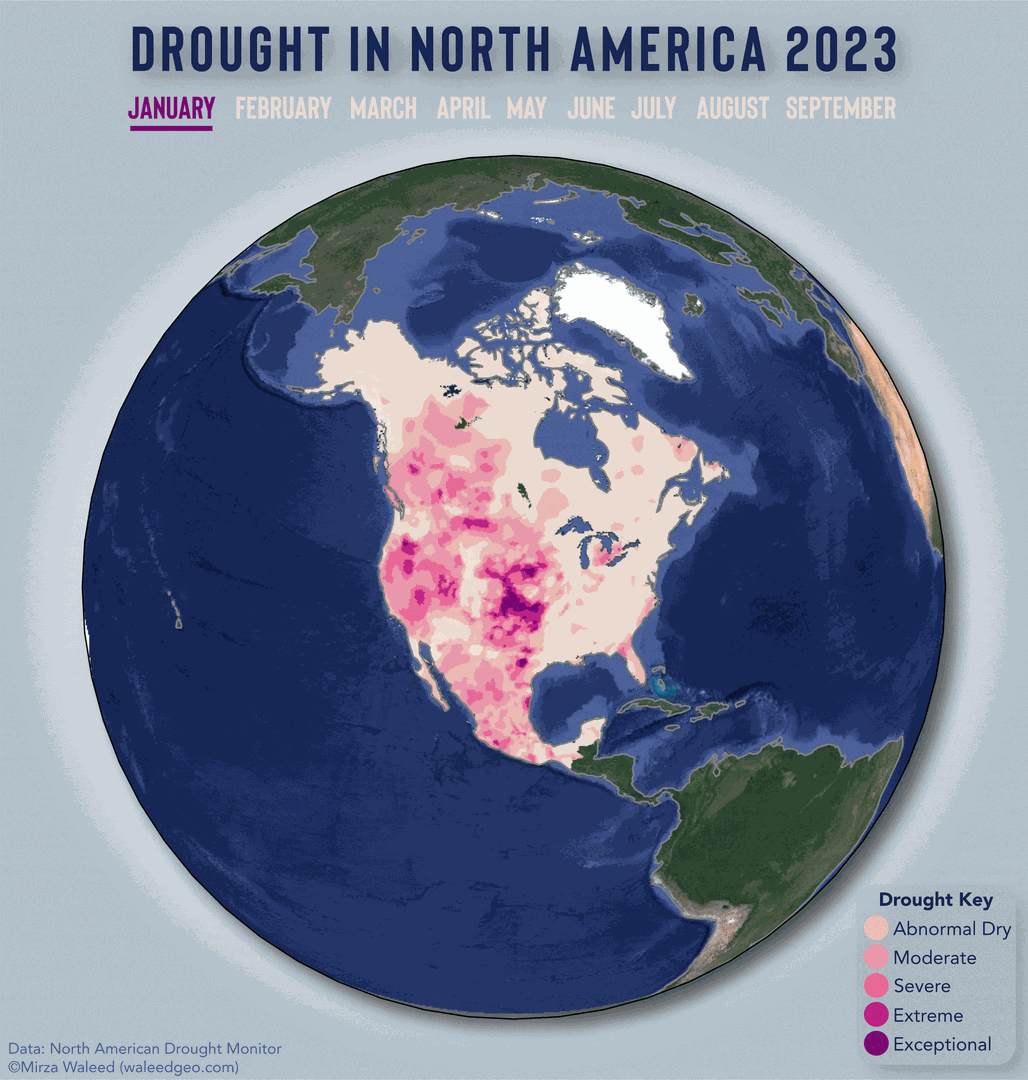 DROUGHT IN NORTH AMERICA 2023
JANUARY FEBRUARY MARCH APRIL MAY JUNE JULY AUGUST SEPTEMBER
Drought Key
Abnormal Dry
Moderate
Severe
Extreme
Exceptional
Data: North American Drought Monitor
©Mirza Waleed (waleedgeo.com)